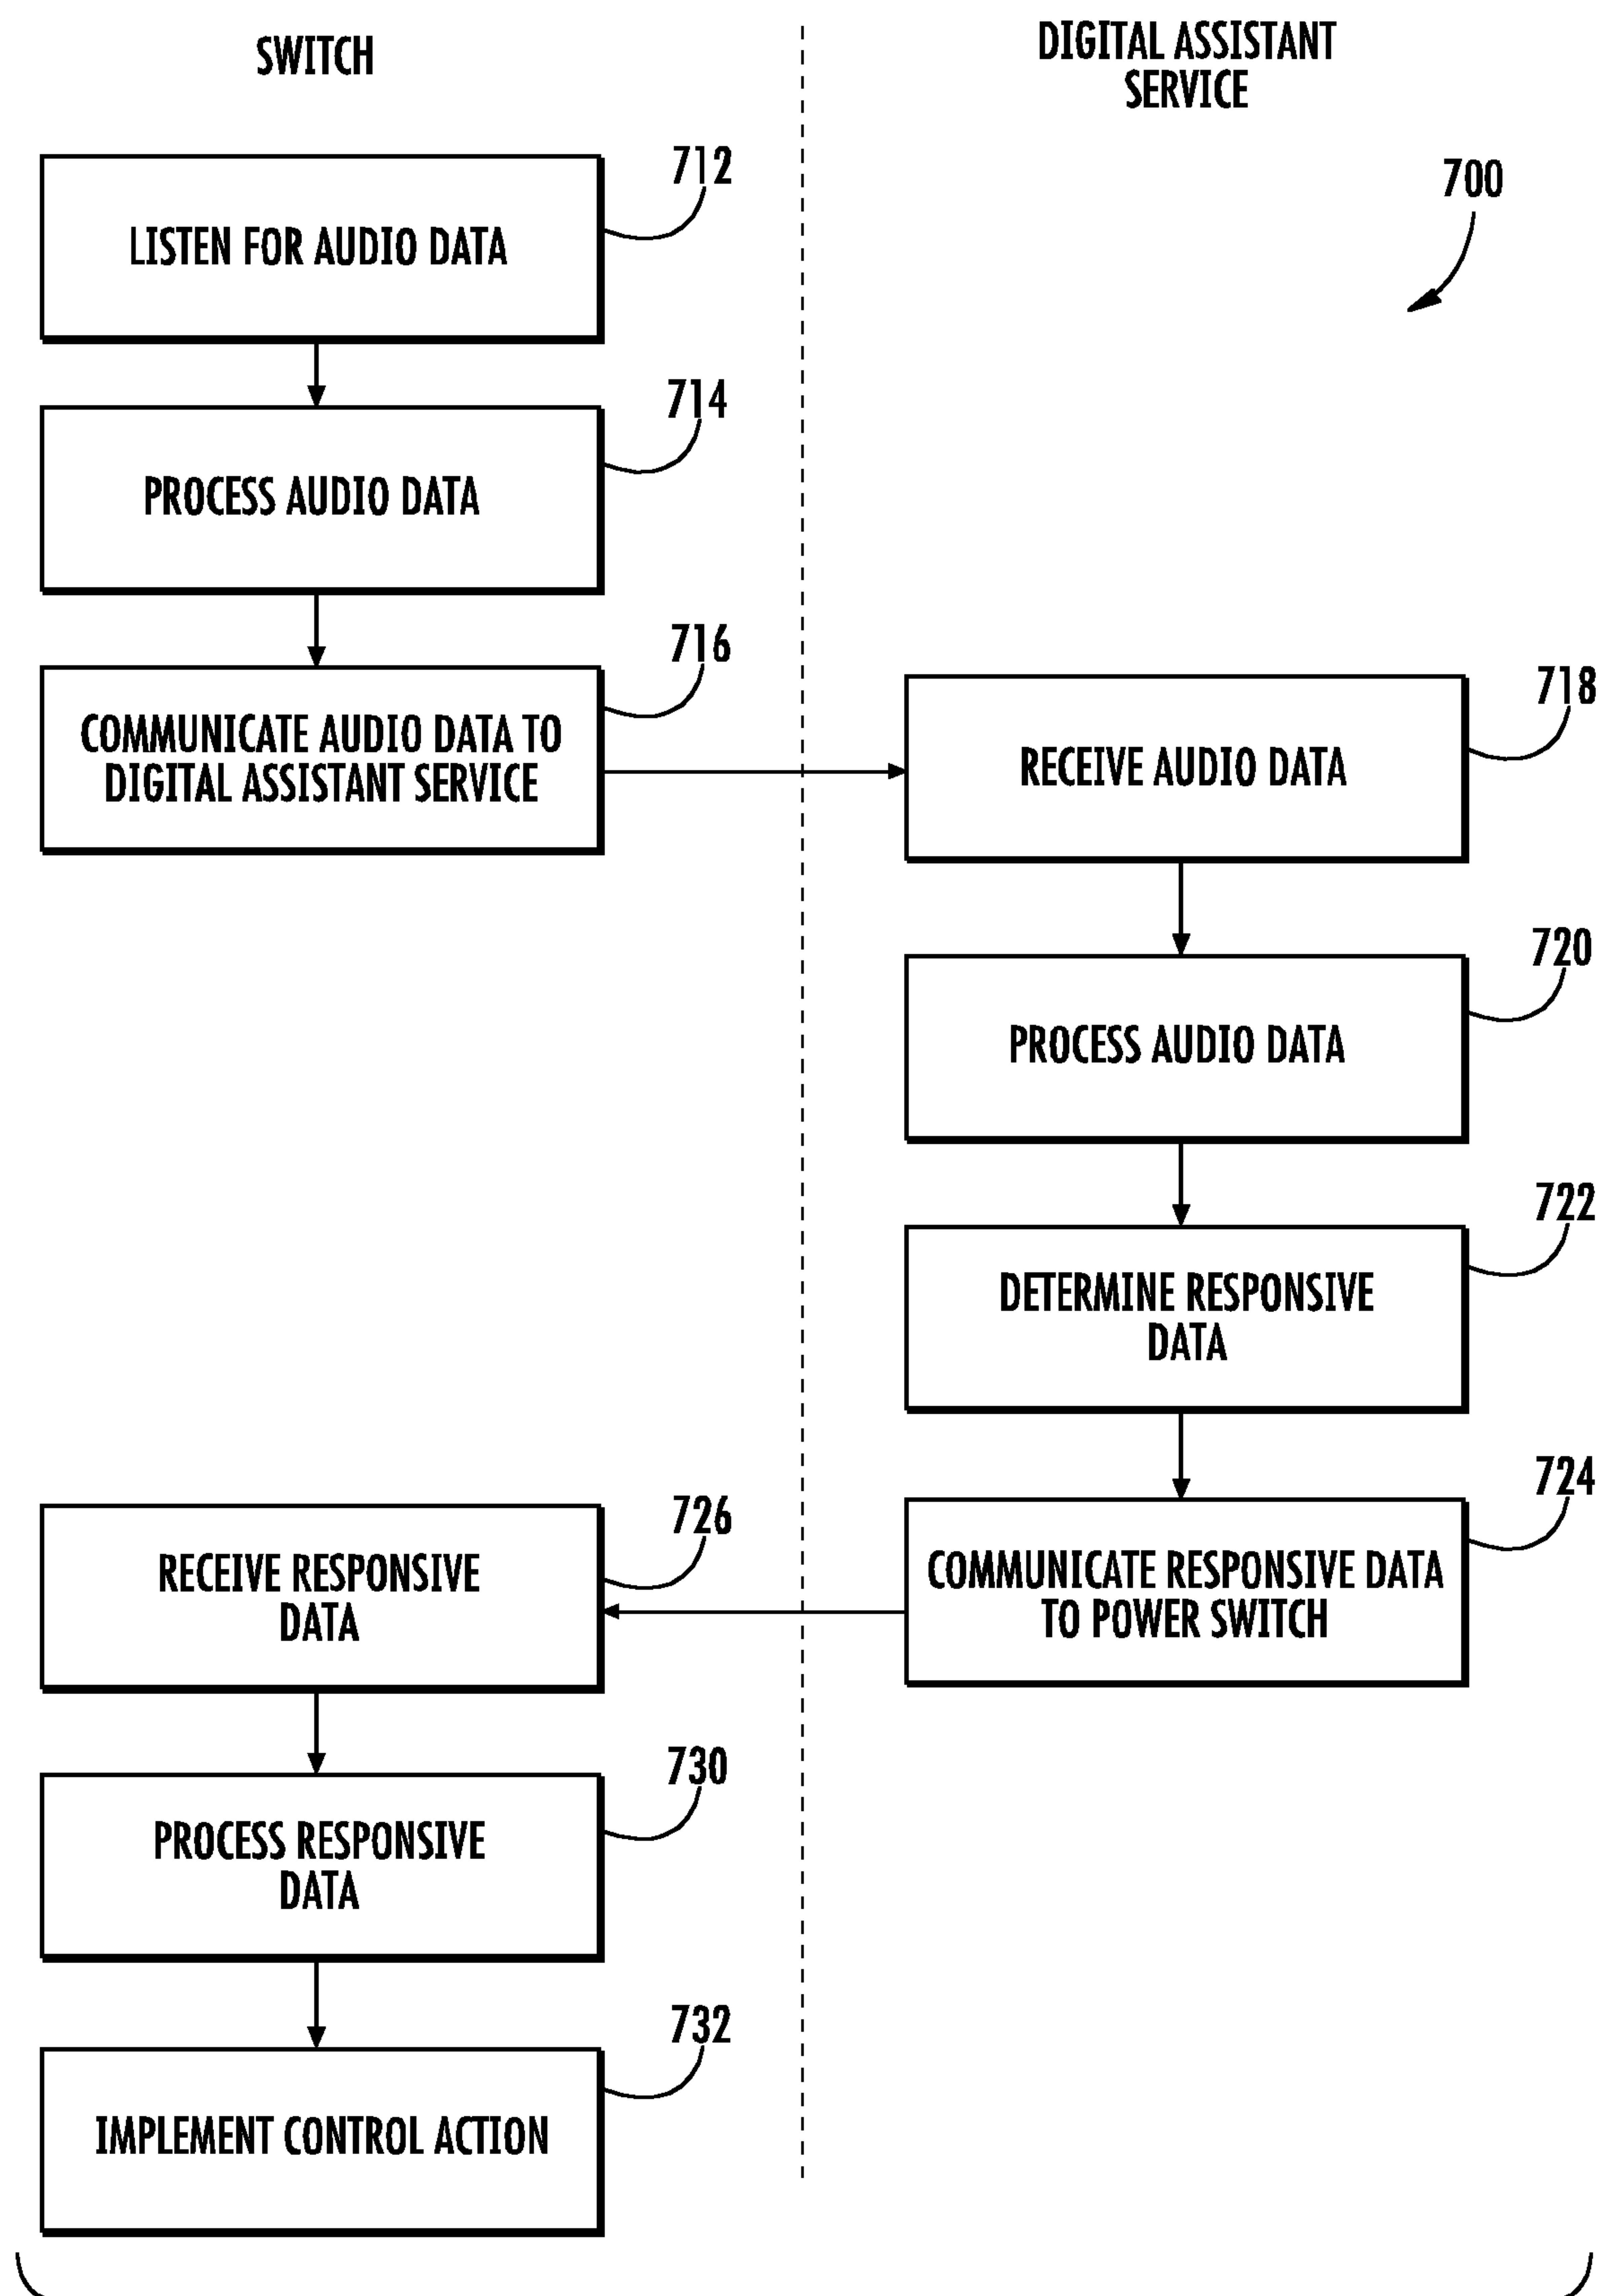 SWITCH
DIGITAL ASSISTANT
SERVICE
700
712
LISTEN FOR AUDIO DATA
714
PROCESS AUDIO DATA
716
COMMUNICATE AUDIO DATA TO
DIGITAL ASSISTANT SERVICE
718
RECEIVE AUDIO DATA
720
PROCESS AUDIO DATA
722
DETERMINE RESPONSIVE
DATA
724
COMMUNICATE RESPONSIVE DATA
TO POWER SWITCH
726
RECEIVE RESPONSIVE
DATA
730
PROCESS RESPONSIVE
DATA
732
IMPLEMENT CONTROL ACTION